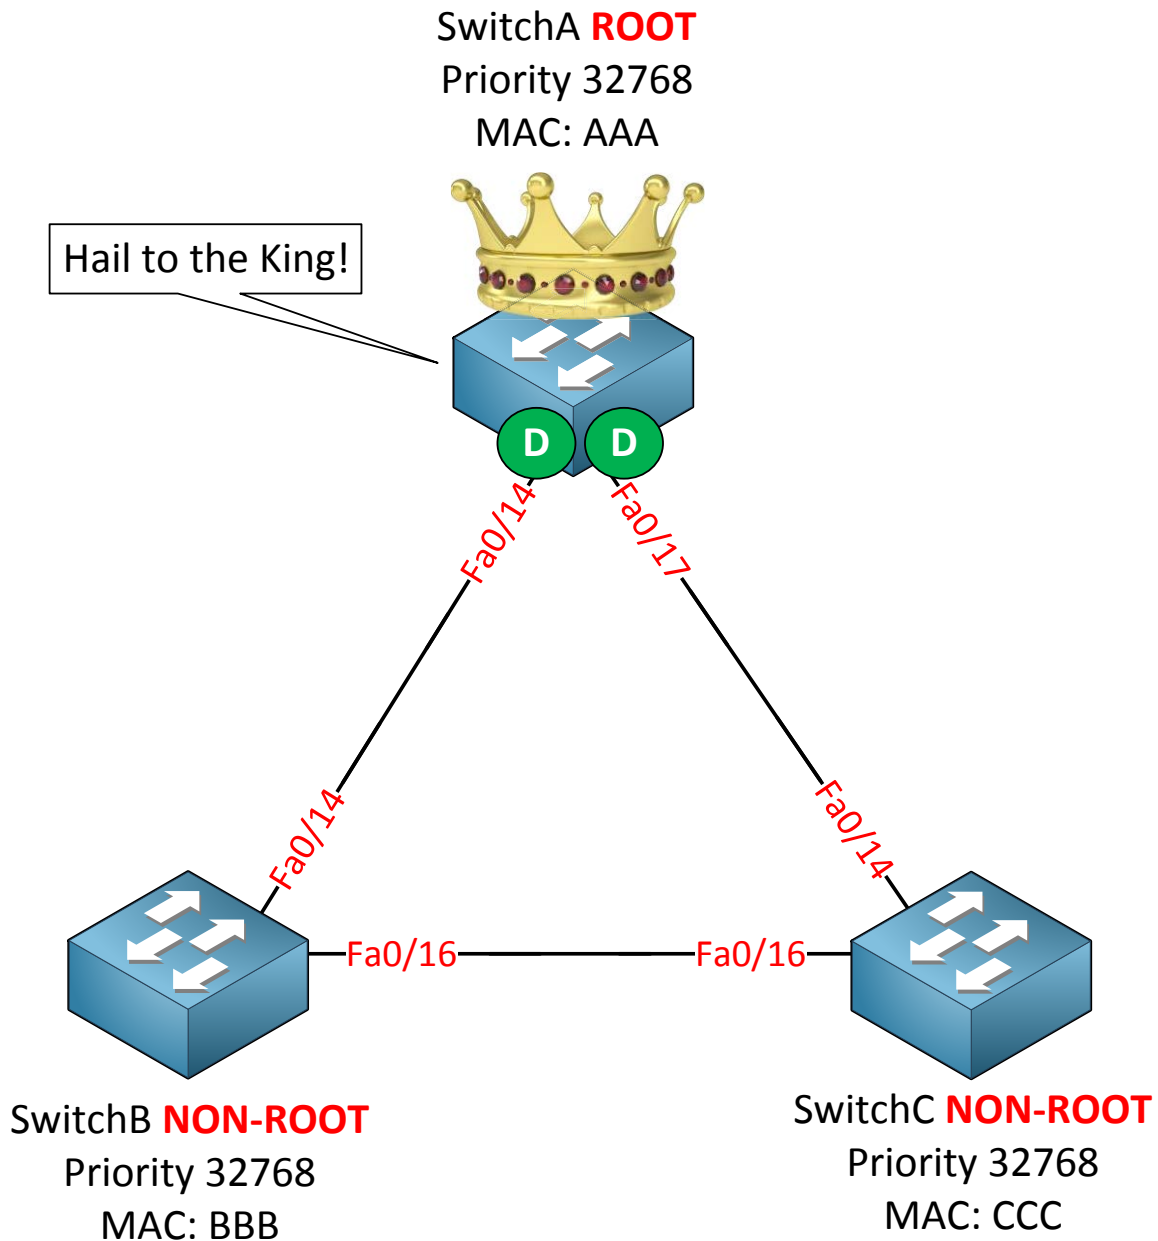 SwitchA ROOT
Priority 32768
MAC: AAA
Hail to the King!
D D
Fa0/14
Fa0/17
Fa0/14
Fa0/14
Fa0/16
Fa0/16
SwitchB NON-ROOT
Priority 32768
MAC: BBB
SwitchC NON-ROOT
Priority 32768
MAC: CCC